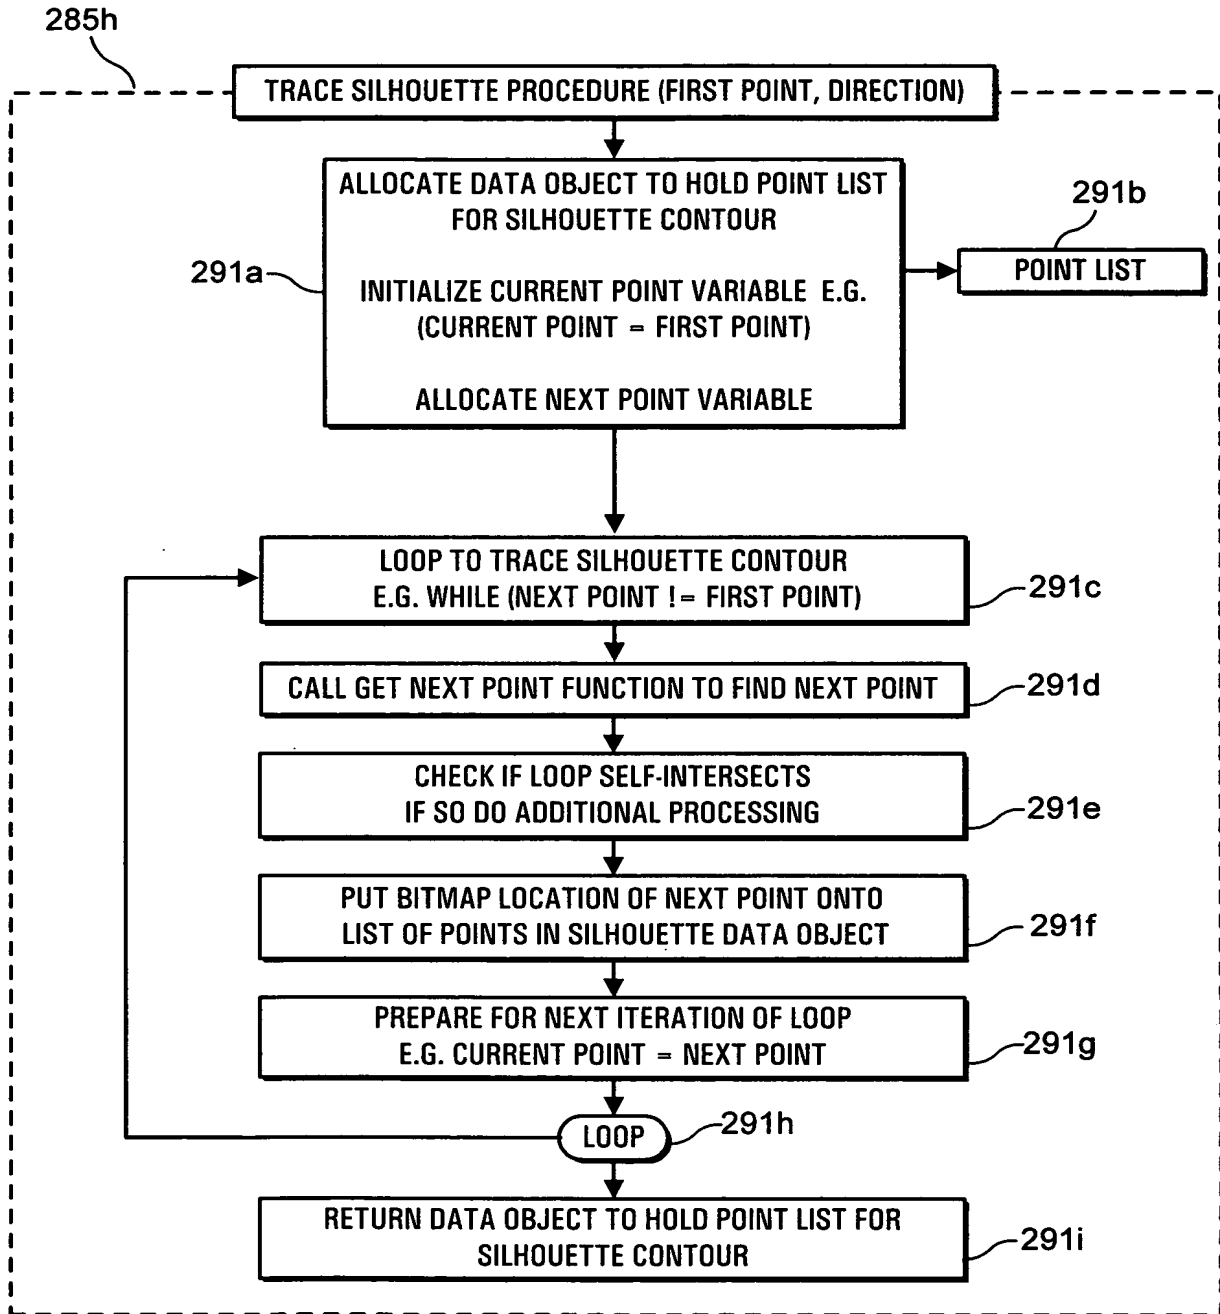 285h
TRACE SILHOUETTE PROCEDURE (FIRST POINT, DIRECTION)
ALLOCATE DATA OBJECT TO HOLD POINT LIST
FOR SILHOUETTE CONTOUR
291a
INITIALIZE CURRENT POINT VARIABLE E.G.
(CURRENT POINT = FIRST POINT)
ALLOCATE NEXT POINT VARIABLE
291b
POINT LIST
LOOP TO TRACE SILHOUETTE CONTOUR
E.G. WHILE (NEXT POINT != FIRST POINT)
291c
CALL GET NEXT POINT FUNCTION TO FIND NEXT POINT
291d
CHECK IF LOOP SELF-INTERSECTS
IF SO DO ADDITIONAL PROCESSING
291e
PUT BITMAP LOCATION OF NEXT POINT ONTO
LIST OF POINTS IN SILHOUETTE DATA OBJECT
291f
PREPARE FOR NEXT ITERATION OF LOOP
E.G. CURRENT POINT = NEXT POINT
291g
LOOP
291h
RETURN DATA OBJECT TO HOLD POINT LIST FOR
SILHOUETTE CONTOUR
291i